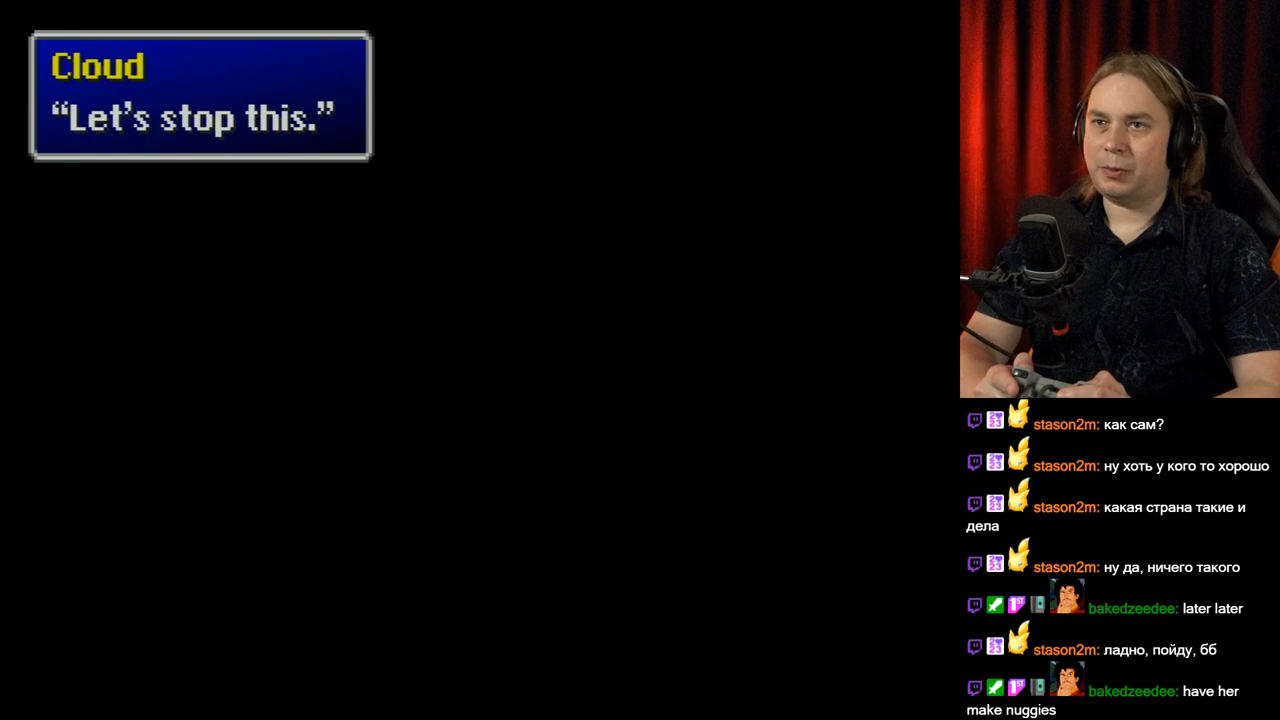 Cloud
“Let’s stop this.”
stason2m: как сам?
stason2m: ну хоть у кого то хорошо
stason2m: какая страна такие и
дела
stason2m: ну да, ничего такого
bakedzeedee: later later
stason2m: ладно, пойду, бб
bakedzeedee: have her
make nuggies